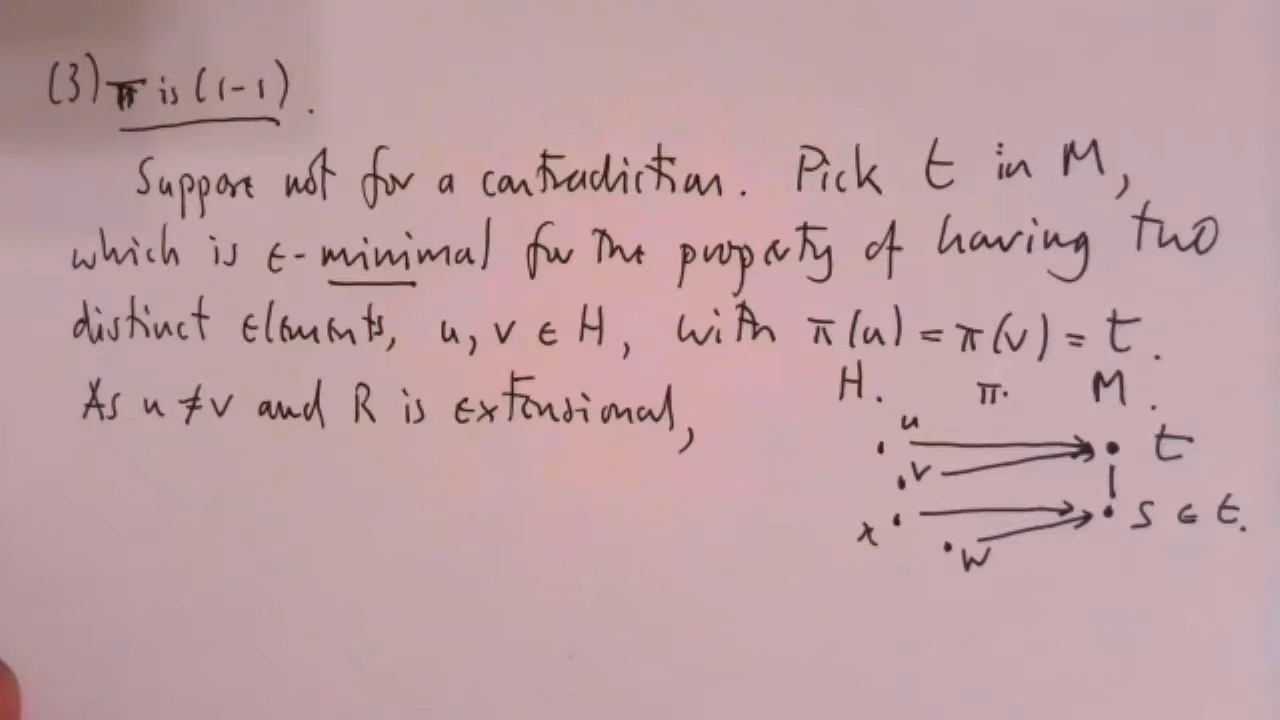 (3) π is (1-1).
Suppose not for a contradiction. Pick t in M,
which is ∈-minimal for the property of having two
distinct elements, u, v ∈ H, with π(u) = π(v) = t.
As u ≠ v and R is extensional,
H. π. M.
u
t
v
x
s ∈ t.
w